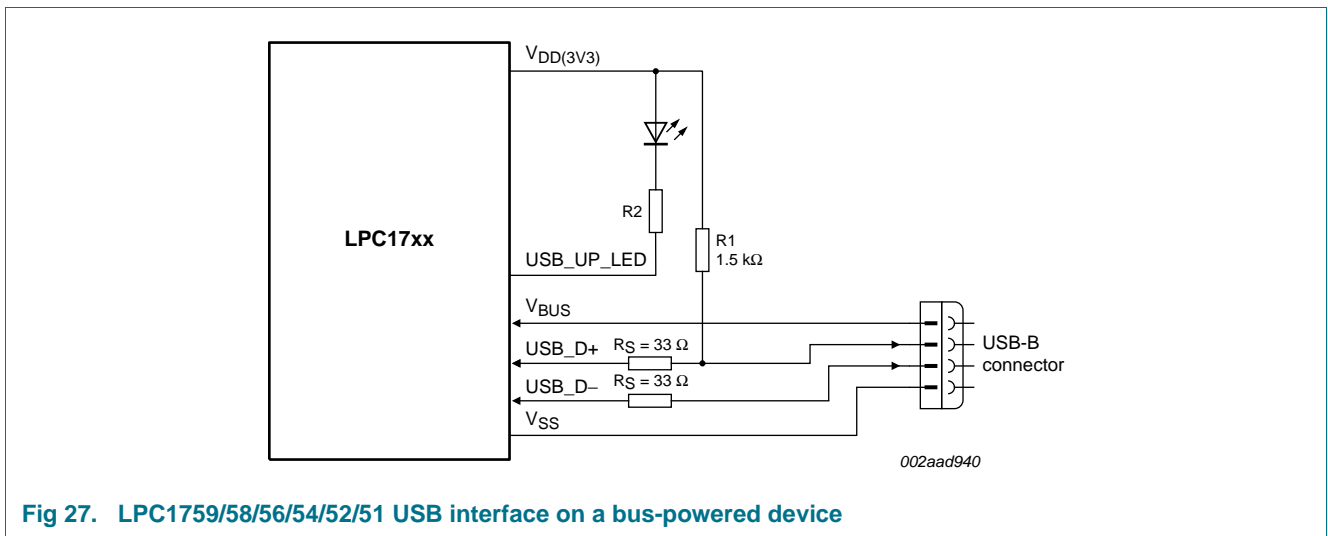 VDD(3V3)
R2
LPC17xx
R1
1.5 kΩ
USB_UP_LED
VBUS
USB_D+
RS = 33 Ω
USB-B
connector
USB_D−
RS = 33 Ω
VSS
002aad940
Fig 27. LPC1759/58/56/54/52/51 USB interface on a bus-powered device